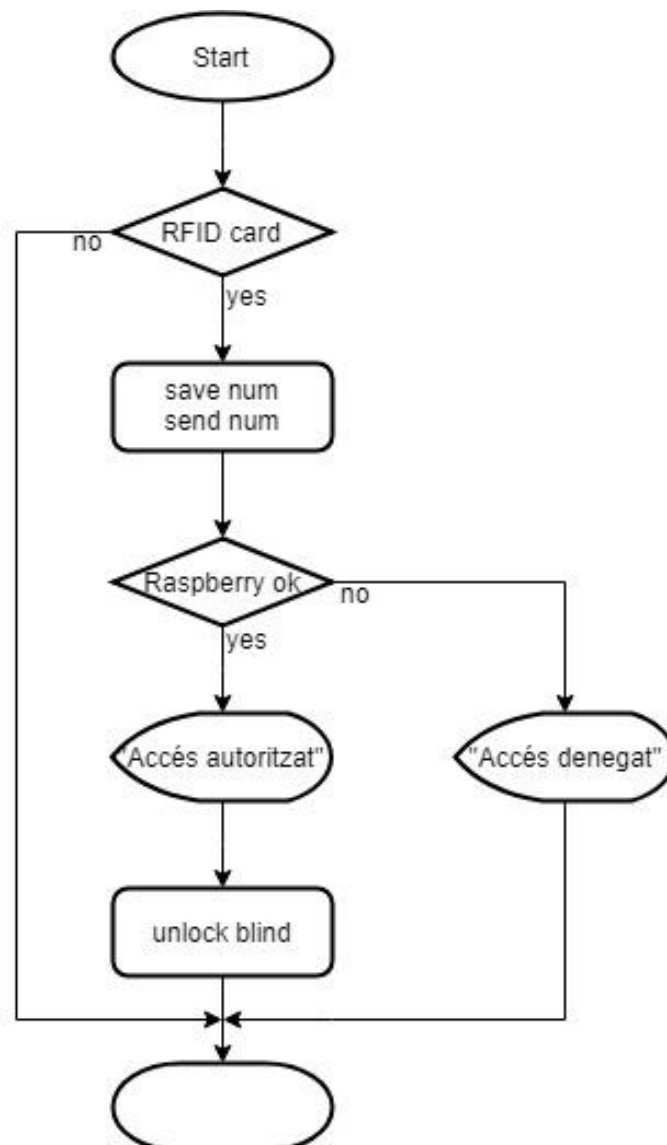 Start
RFID card
no
yes
save num
send num
Raspberry ok
no
yes
"Accés autoritzat"
"Accés denegat"
unlock blind